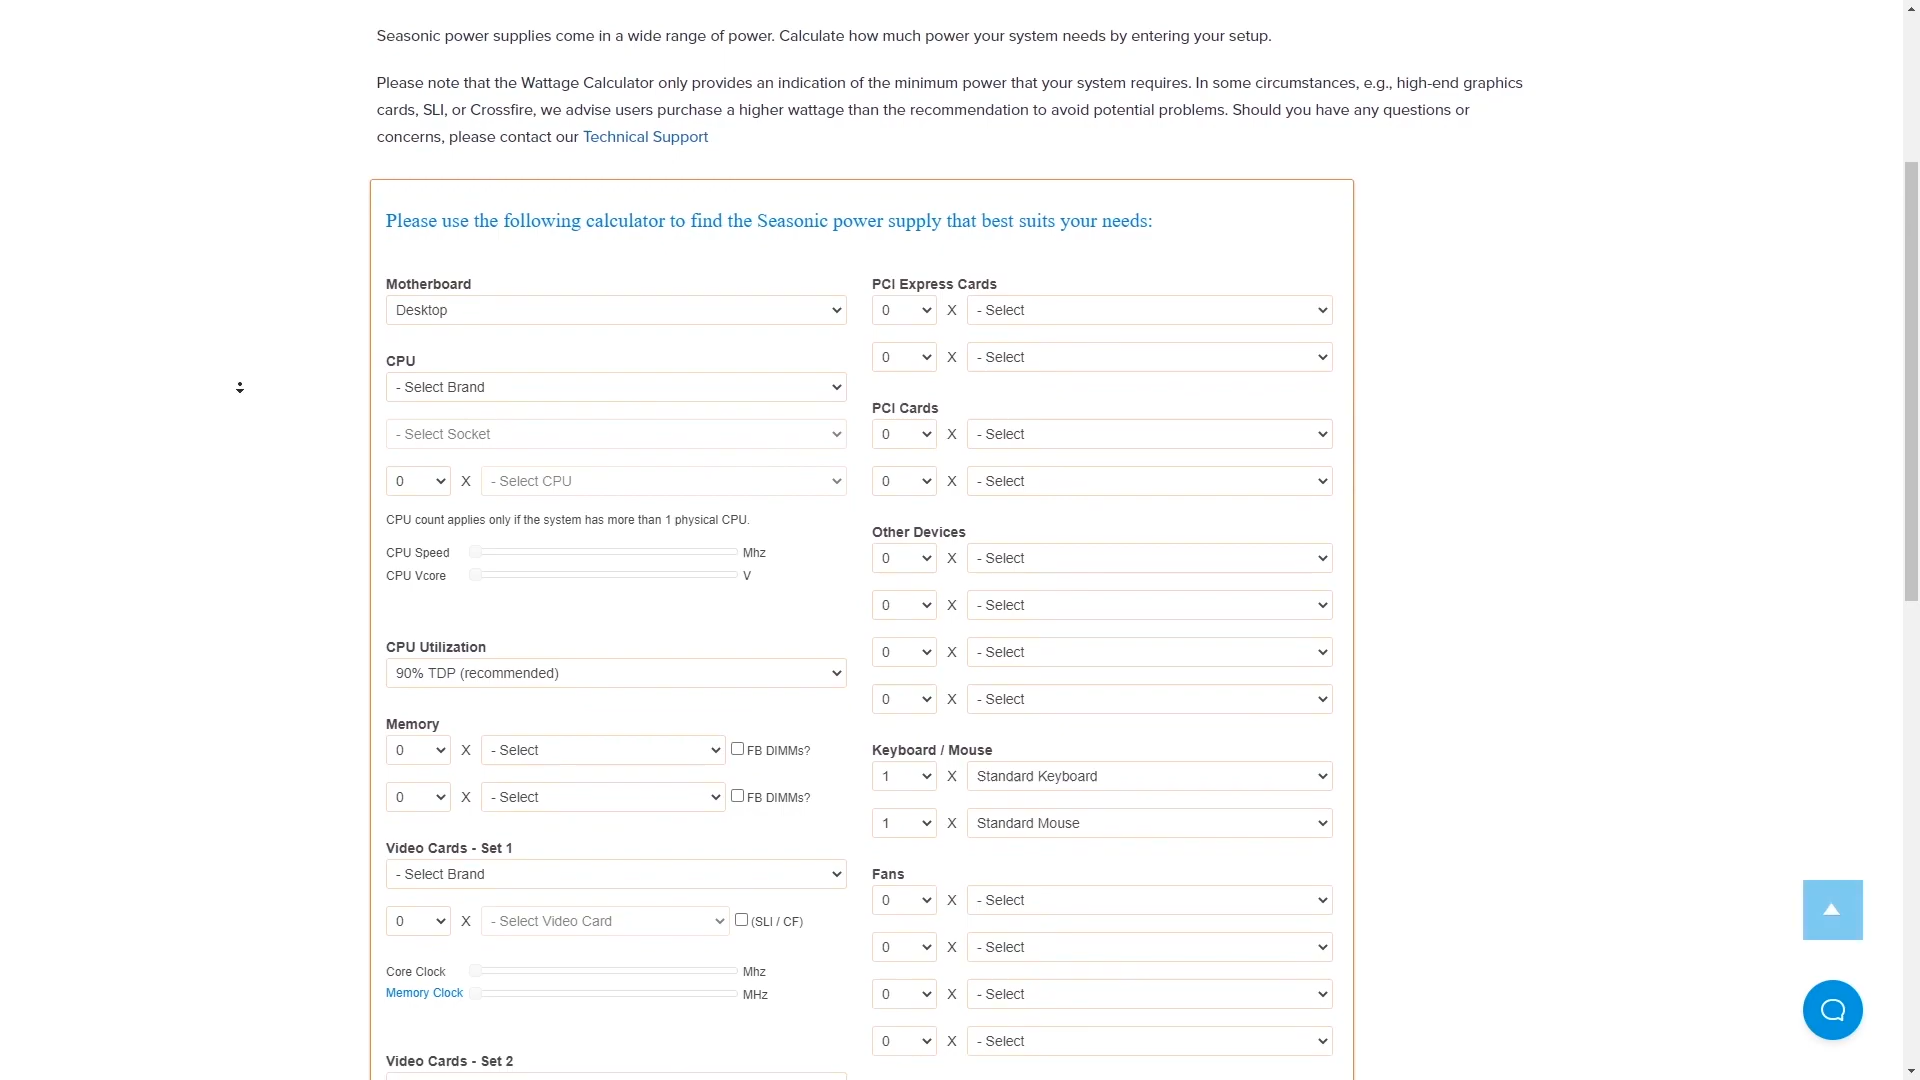 Seasonic power supplies come in a wide range of power. Calculate how much power your system needs by entering your setup.
Please note that the Wattage Calculator only provides an indication of the minimum power that your system requires. In some circumstances, e.g., high-end graphics
cards, SLI, or Crossfire, we advise users purchase a higher wattage than the recommendation to avoid potential problems. Should you have any questions or
concerns, please contact our Technical Support
Please use the following calculator to find the Seasonic power supply that best suits your needs:
Motherboard
Desktop
CPU
- Select Brand
- Select Socket
0 X - Select CPU
CPU count applies only if the system has more than 1 physical CPU.
CPU Speed Mhz
CPU Vcore V
CPU Utilization
90% TDP (recommended)
Memory
0 X - Select FB DIMMs?
0 X - Select FB DIMMs?
Video Cards - Set 1
- Select Brand
0 X - Select Video Card (SLI / CF)
Core Clock Mhz
Memory Clock MHz
Video Cards - Set 2
PCI Express Cards
0 X - Select
0 X - Select
PCI Cards
0 X - Select
0 X - Select
Other Devices
0 X - Select
0 X - Select
0 X - Select
0 X - Select
Keyboard / Mouse
1 X Standard Keyboard
1 X Standard Mouse
Fans
0 X - Select
0 X - Select
0 X - Select
0 X - Select